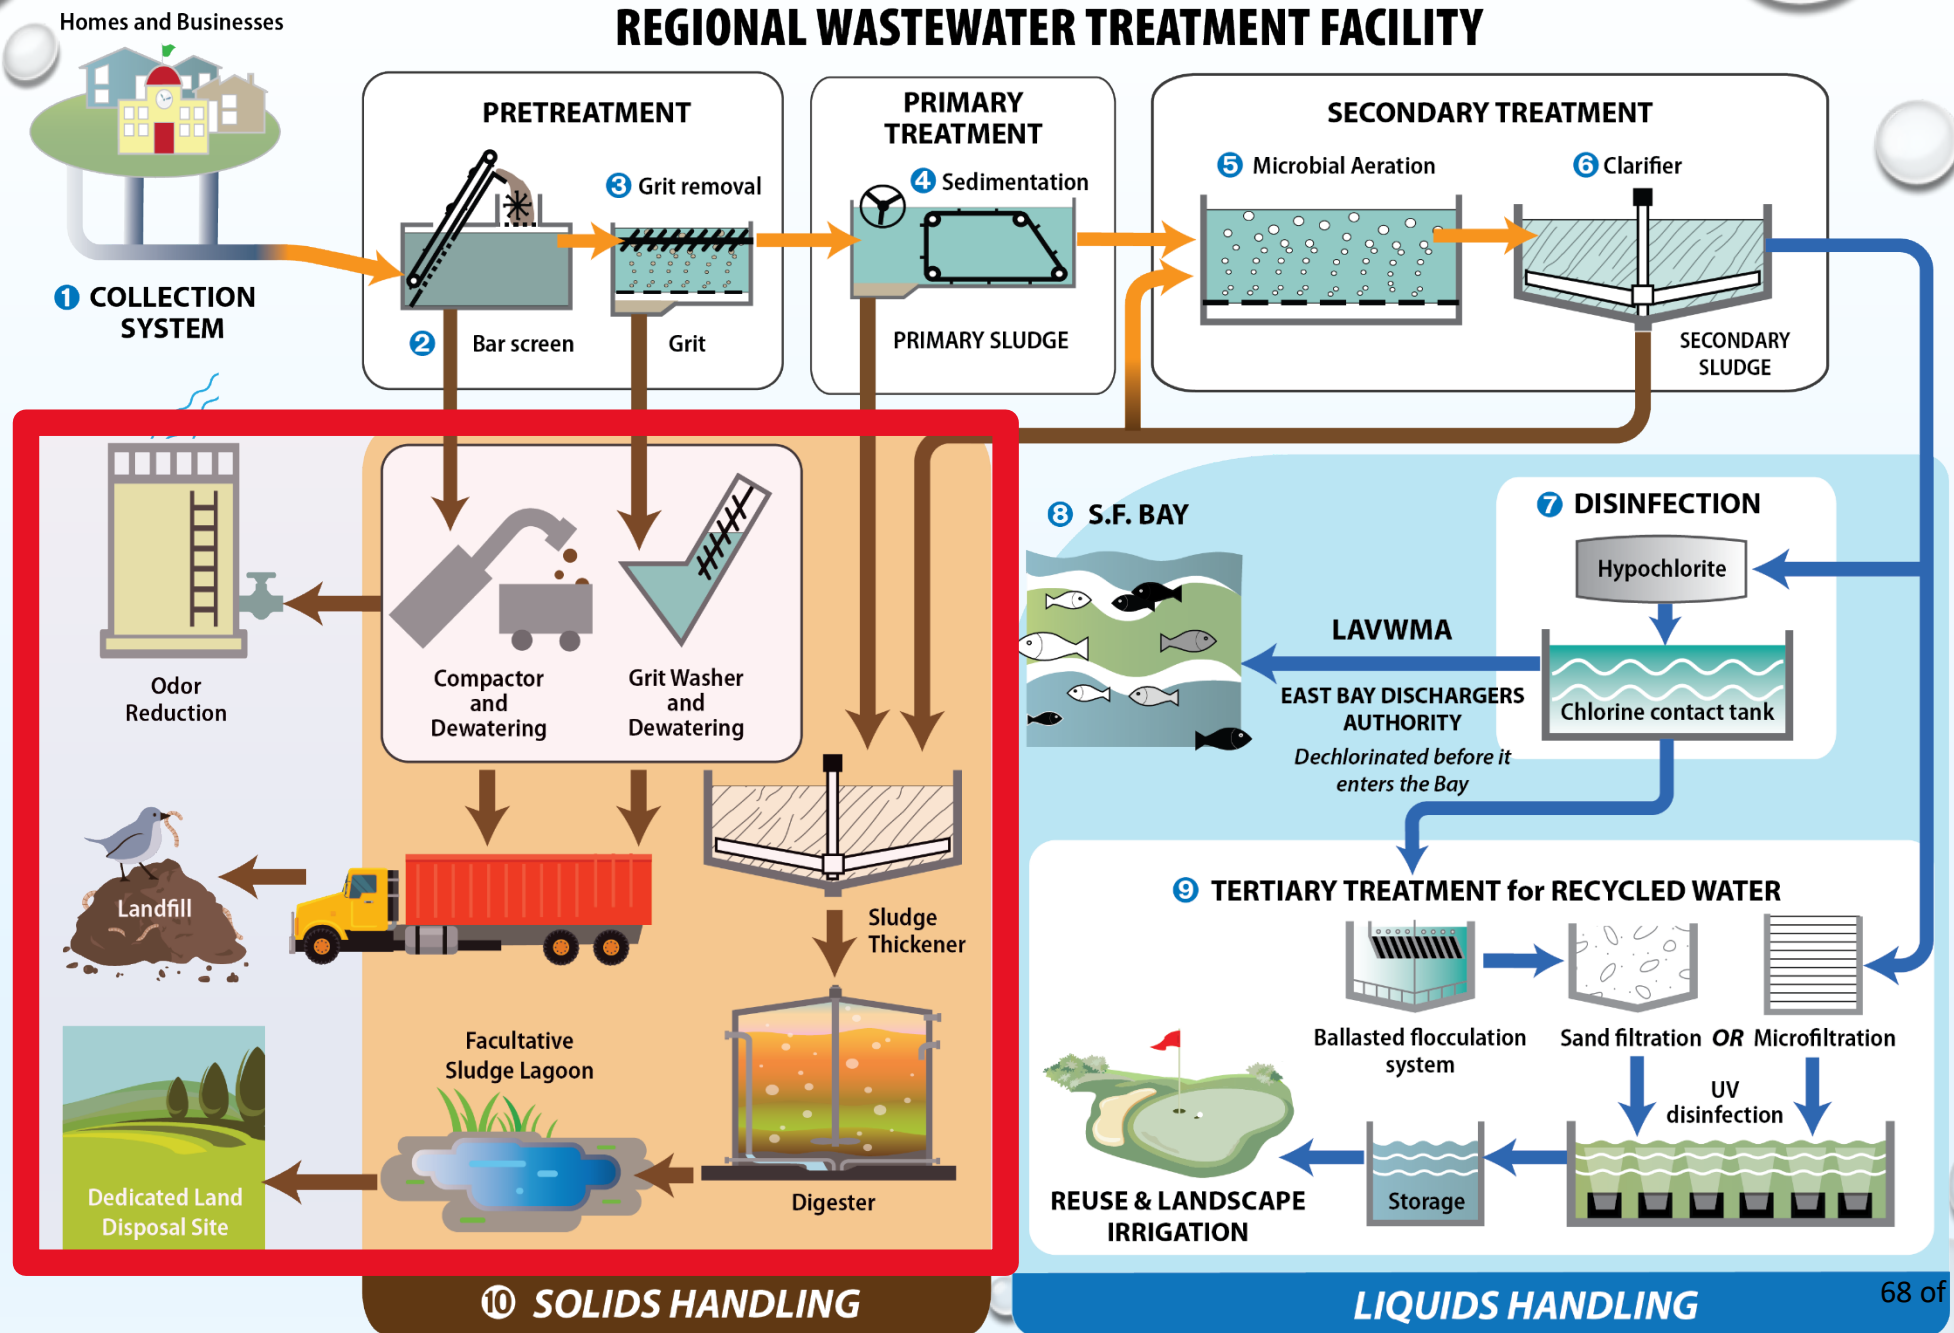 REGIONAL WASTEWATER TREATMENT FACILITY
Homes and Businesses
1 COLLECTION
SYSTEM
PRETREATMENT
3 Grit removal
2 Bar screen
Grit
PRIMARY
TREATMENT
4 Sedimentation
PRIMARY SLUDGE
SECONDARY TREATMENT
5 Microbial Aeration
6 Clarifier
SECONDARY
SLUDGE
Odor
Reduction
Compactor
and
Dewatering
Grit Washer
and
Dewatering
Landfill
Sludge
Thickener
Facultative
Sludge Lagoon
Digester
Dedicated Land
Disposal Site
10 SOLIDS HANDLING
8 S.F. BAY
7 DISINFECTION
Hypochlorite
Chlorine contact tank
LAVWMA
EAST BAY DISCHARGERS
AUTHORITY
Dechlorinated before it
enters the Bay
9 TERTIARY TREATMENT for RECYCLED WATER
Ballasted flocculation
system
Sand filtration OR Microfiltration
UV
disinfection
Storage
REUSE & LANDSCAPE
IRRIGATION
LIQUIDS HANDLING
68 of